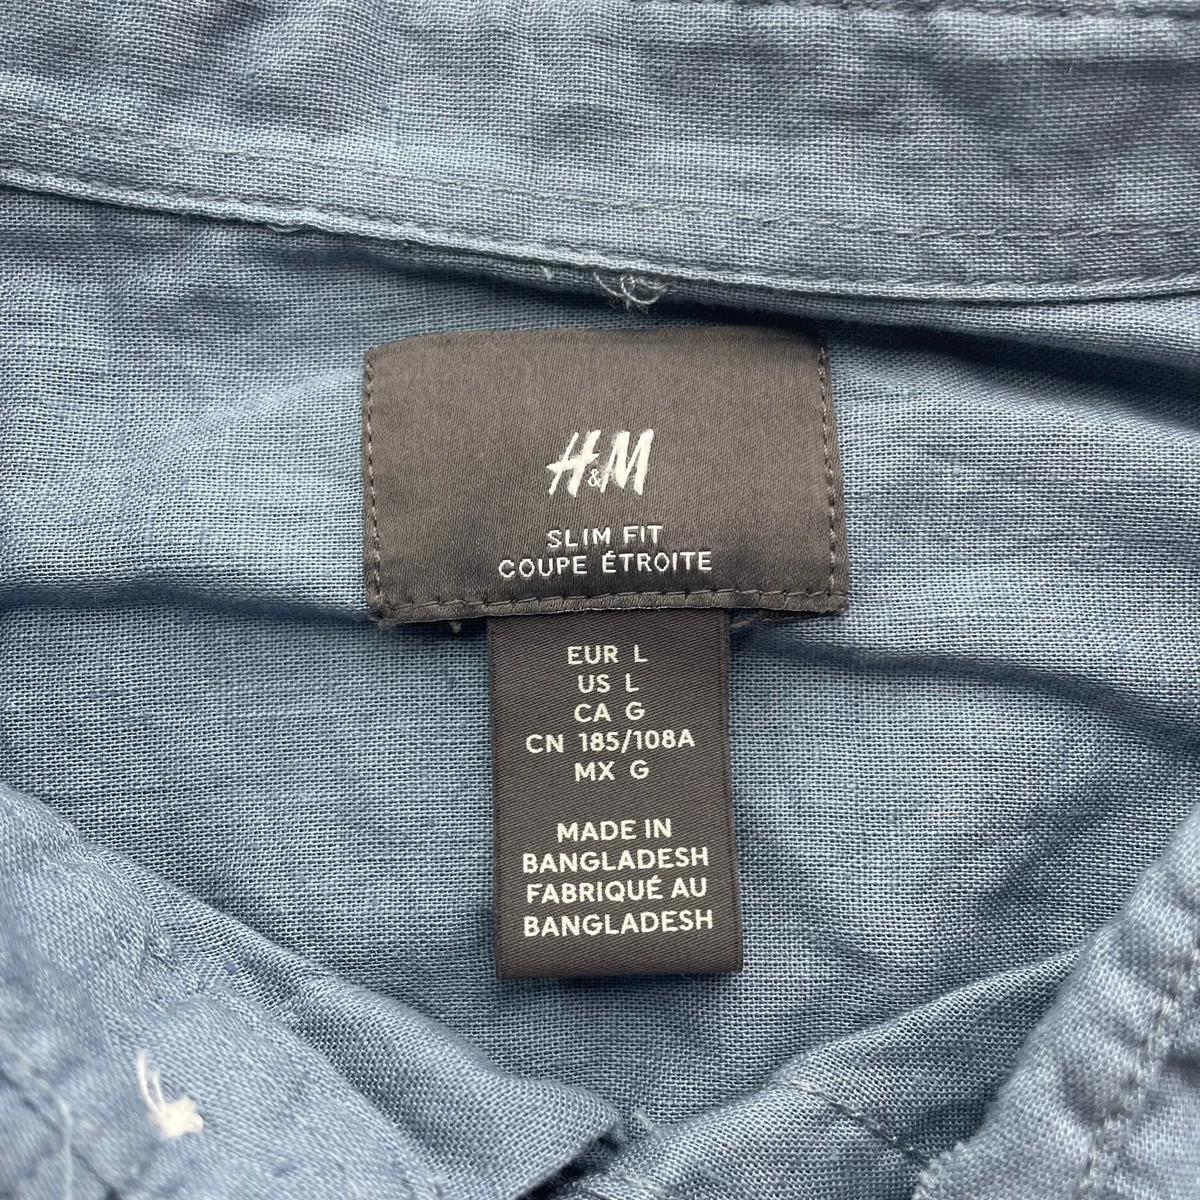 H&M
SLIM FIT
COUPE ÉTROITE
EUR L
US L
CA G
CN 185/108A
MX G
MADE IN
BANGLADESH
FABRIQUÉ AU
BANGLADESH